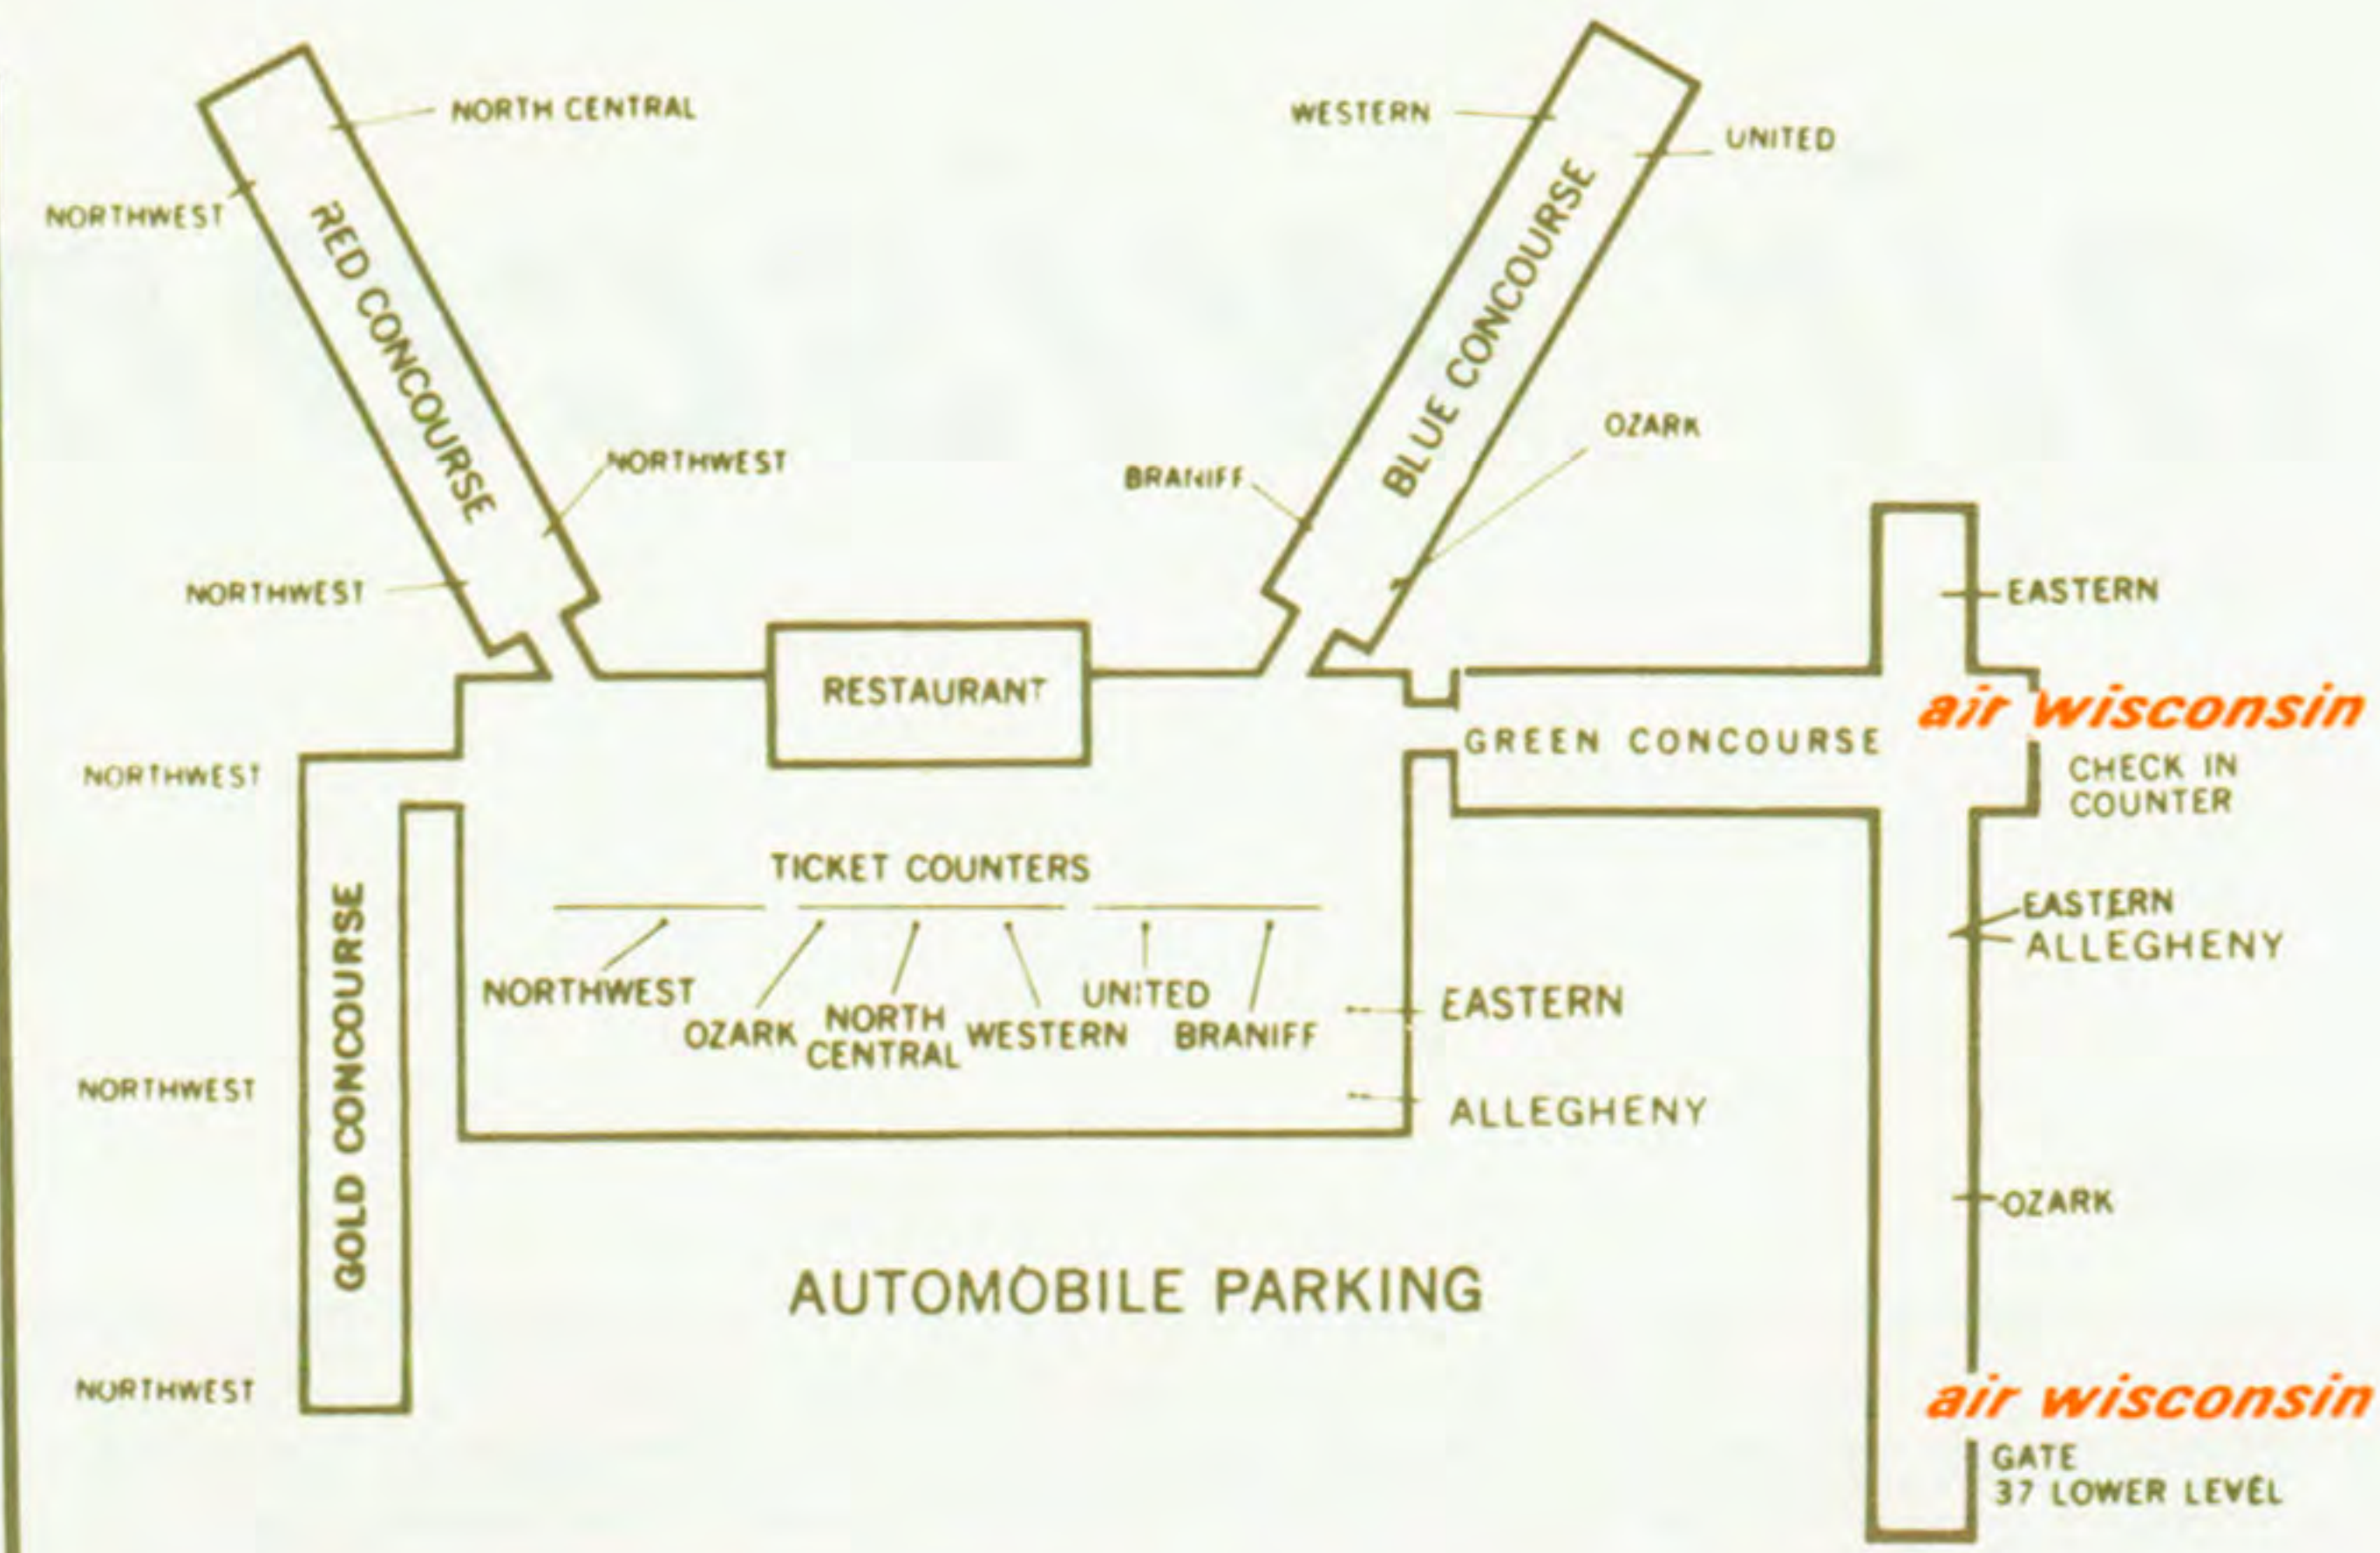 NORTH CENTRAL
WESTERN
UNITED
NORTHWEST
RED CONCOURSE
BLUE CONCOURSE
OZARK
NORTHWEST
BRANIFF
NORTHWEST
EASTERN
RESTAURANT
air wisconsin
GREEN CONCOURSE
CHECK IN
COUNTER
NORTHWEST
TICKET COUNTERS
EASTERN
ALLEGHENY
GOLD CONCOURSE
NORTHWEST
OZARK
NORTH
CENTRAL
WESTERN
UNITED
BRANIFF
EASTERN
ALLEGHENY
NORTHWEST
OZARK
AUTOMOBILE PARKING
NORTHWEST
air wisconsin
GATE
37 LOWER LEVEL